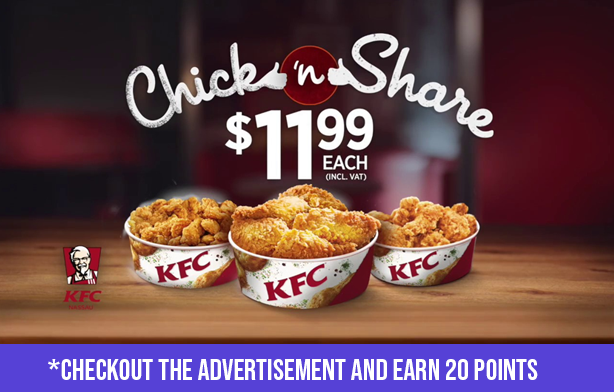 Chick 'n Share
$11.99
EACH
(INCL. VAT)
KFC
KFC
KFC
KFC
*CHECKOUT THE ADVERTISEMENT AND EARN 20 POINTS